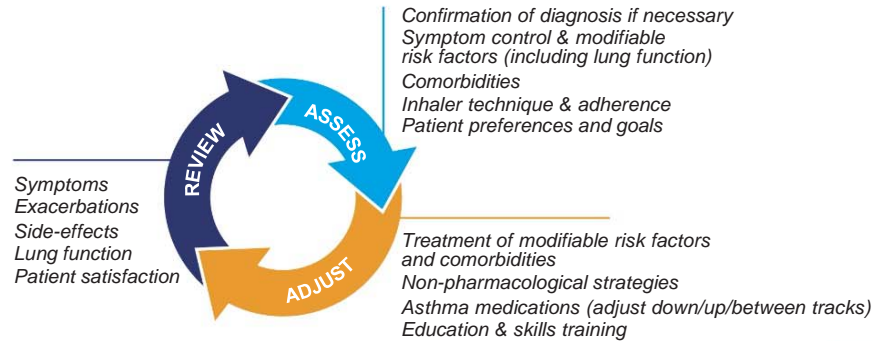 Confirmation of diagnosis if necessary
Symptom control & modifiable
risk factors (including lung function)
Comorbidities
Inhaler technique & adherence
Patient preferences and goals
ASSESS
REVIEW
Symptoms
Exacerbations
Side-effects
Lung function
Patient satisfaction
ADJUST
Treatment of modifiable risk factors
and comorbidities
Non-pharmacological strategies
Asthma medications (adjust down/up/between tracks)
Education & skills training